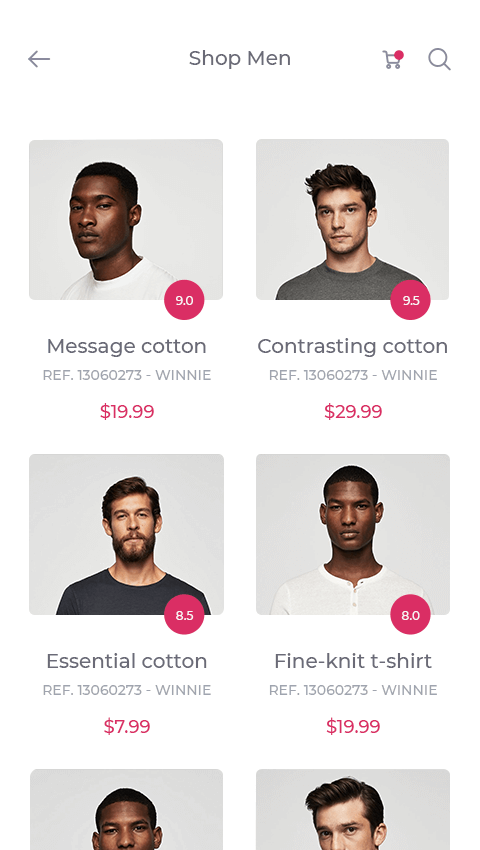 Shop Men
9.0
9.5
Message cotton
Contrasting cotton
REF. 13060273 - WINNIE
REF. 13060273 - WINNIE
$19.99
$29.99
8.5
8.0
Essential cotton
Fine-knit t-shirt
REF. 13060273 - WINNIE
REF. 13060273 - WINNIE
$7.99
$19.99